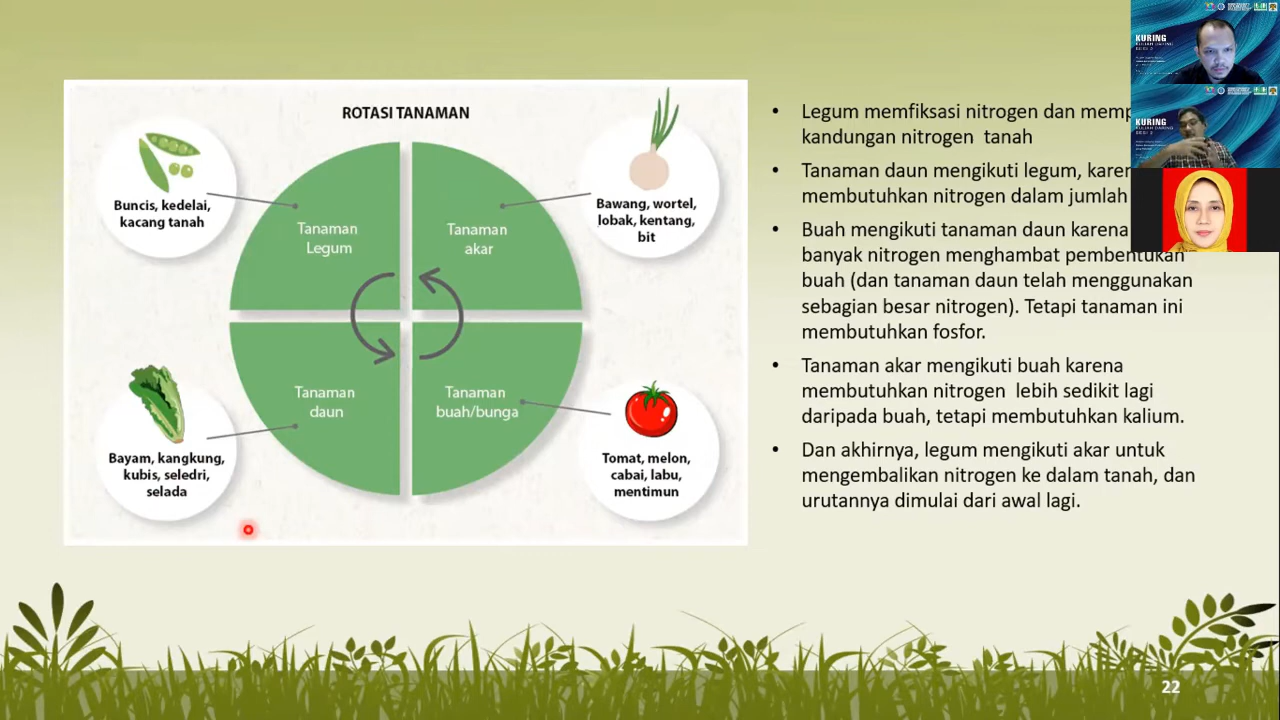 ROTASI TANAMAN
Buncis, kedelai,
kacang tanah
Tanaman
Legum
Tanaman
akar
Bawang, wortel,
lobak, kentang,
bit
Bayam, kangkung,
kubis, seledri,
selada
Tanaman
daun
Tanaman
buah/bunga
Tomat, melon,
cabai, labu,
mentimun
• Legum memfiksasi nitrogen dan
kandungan nitrogen tanah
• Tanaman daun mengikuti legum,
membutuhkan nitrogen dalam jumlah
• Buah mengikuti tanaman daun karena
banyak nitrogen menghambat pembentukan
buah (dan tanaman daun telah menggunakan
sebagian besar nitrogen). Tetapi tanaman ini
membutuhkan fosfor.
• Tanaman akar mengikuti buah karena
membutuhkan nitrogen lebih sedikit lagi
daripada buah, tetapi membutuhkan kalium.
• Dan akhirnya, legum mengikuti akar untuk
mengembalikan nitrogen ke dalam tanah, dan
urutannya dimulai dari awal lagi.
22
KURING
KULIAH DARING
KURING
KULIAH DARING